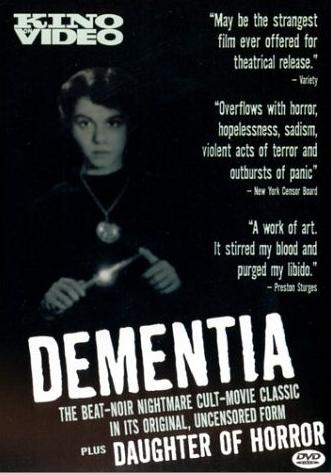 KINO
ON
VIDEO
"May be the strangest
film ever offered for
theatrical release."
– Variety
"Overflows with horror,
hopelessness, sadism,
violent acts of terror and
outbursts of panic"
– New York Censor Board
"A work of art.
It stirred my blood and
purged my libido."
– Preston Sturges
DEMENTIA
THE BEAT-NOIR NIGHTMARE CULT-MOVIE CLASSIC
IN ITS ORIGINAL, UNCENSORED FORM
PLUS DAUGHTER OF HORROR
DVD